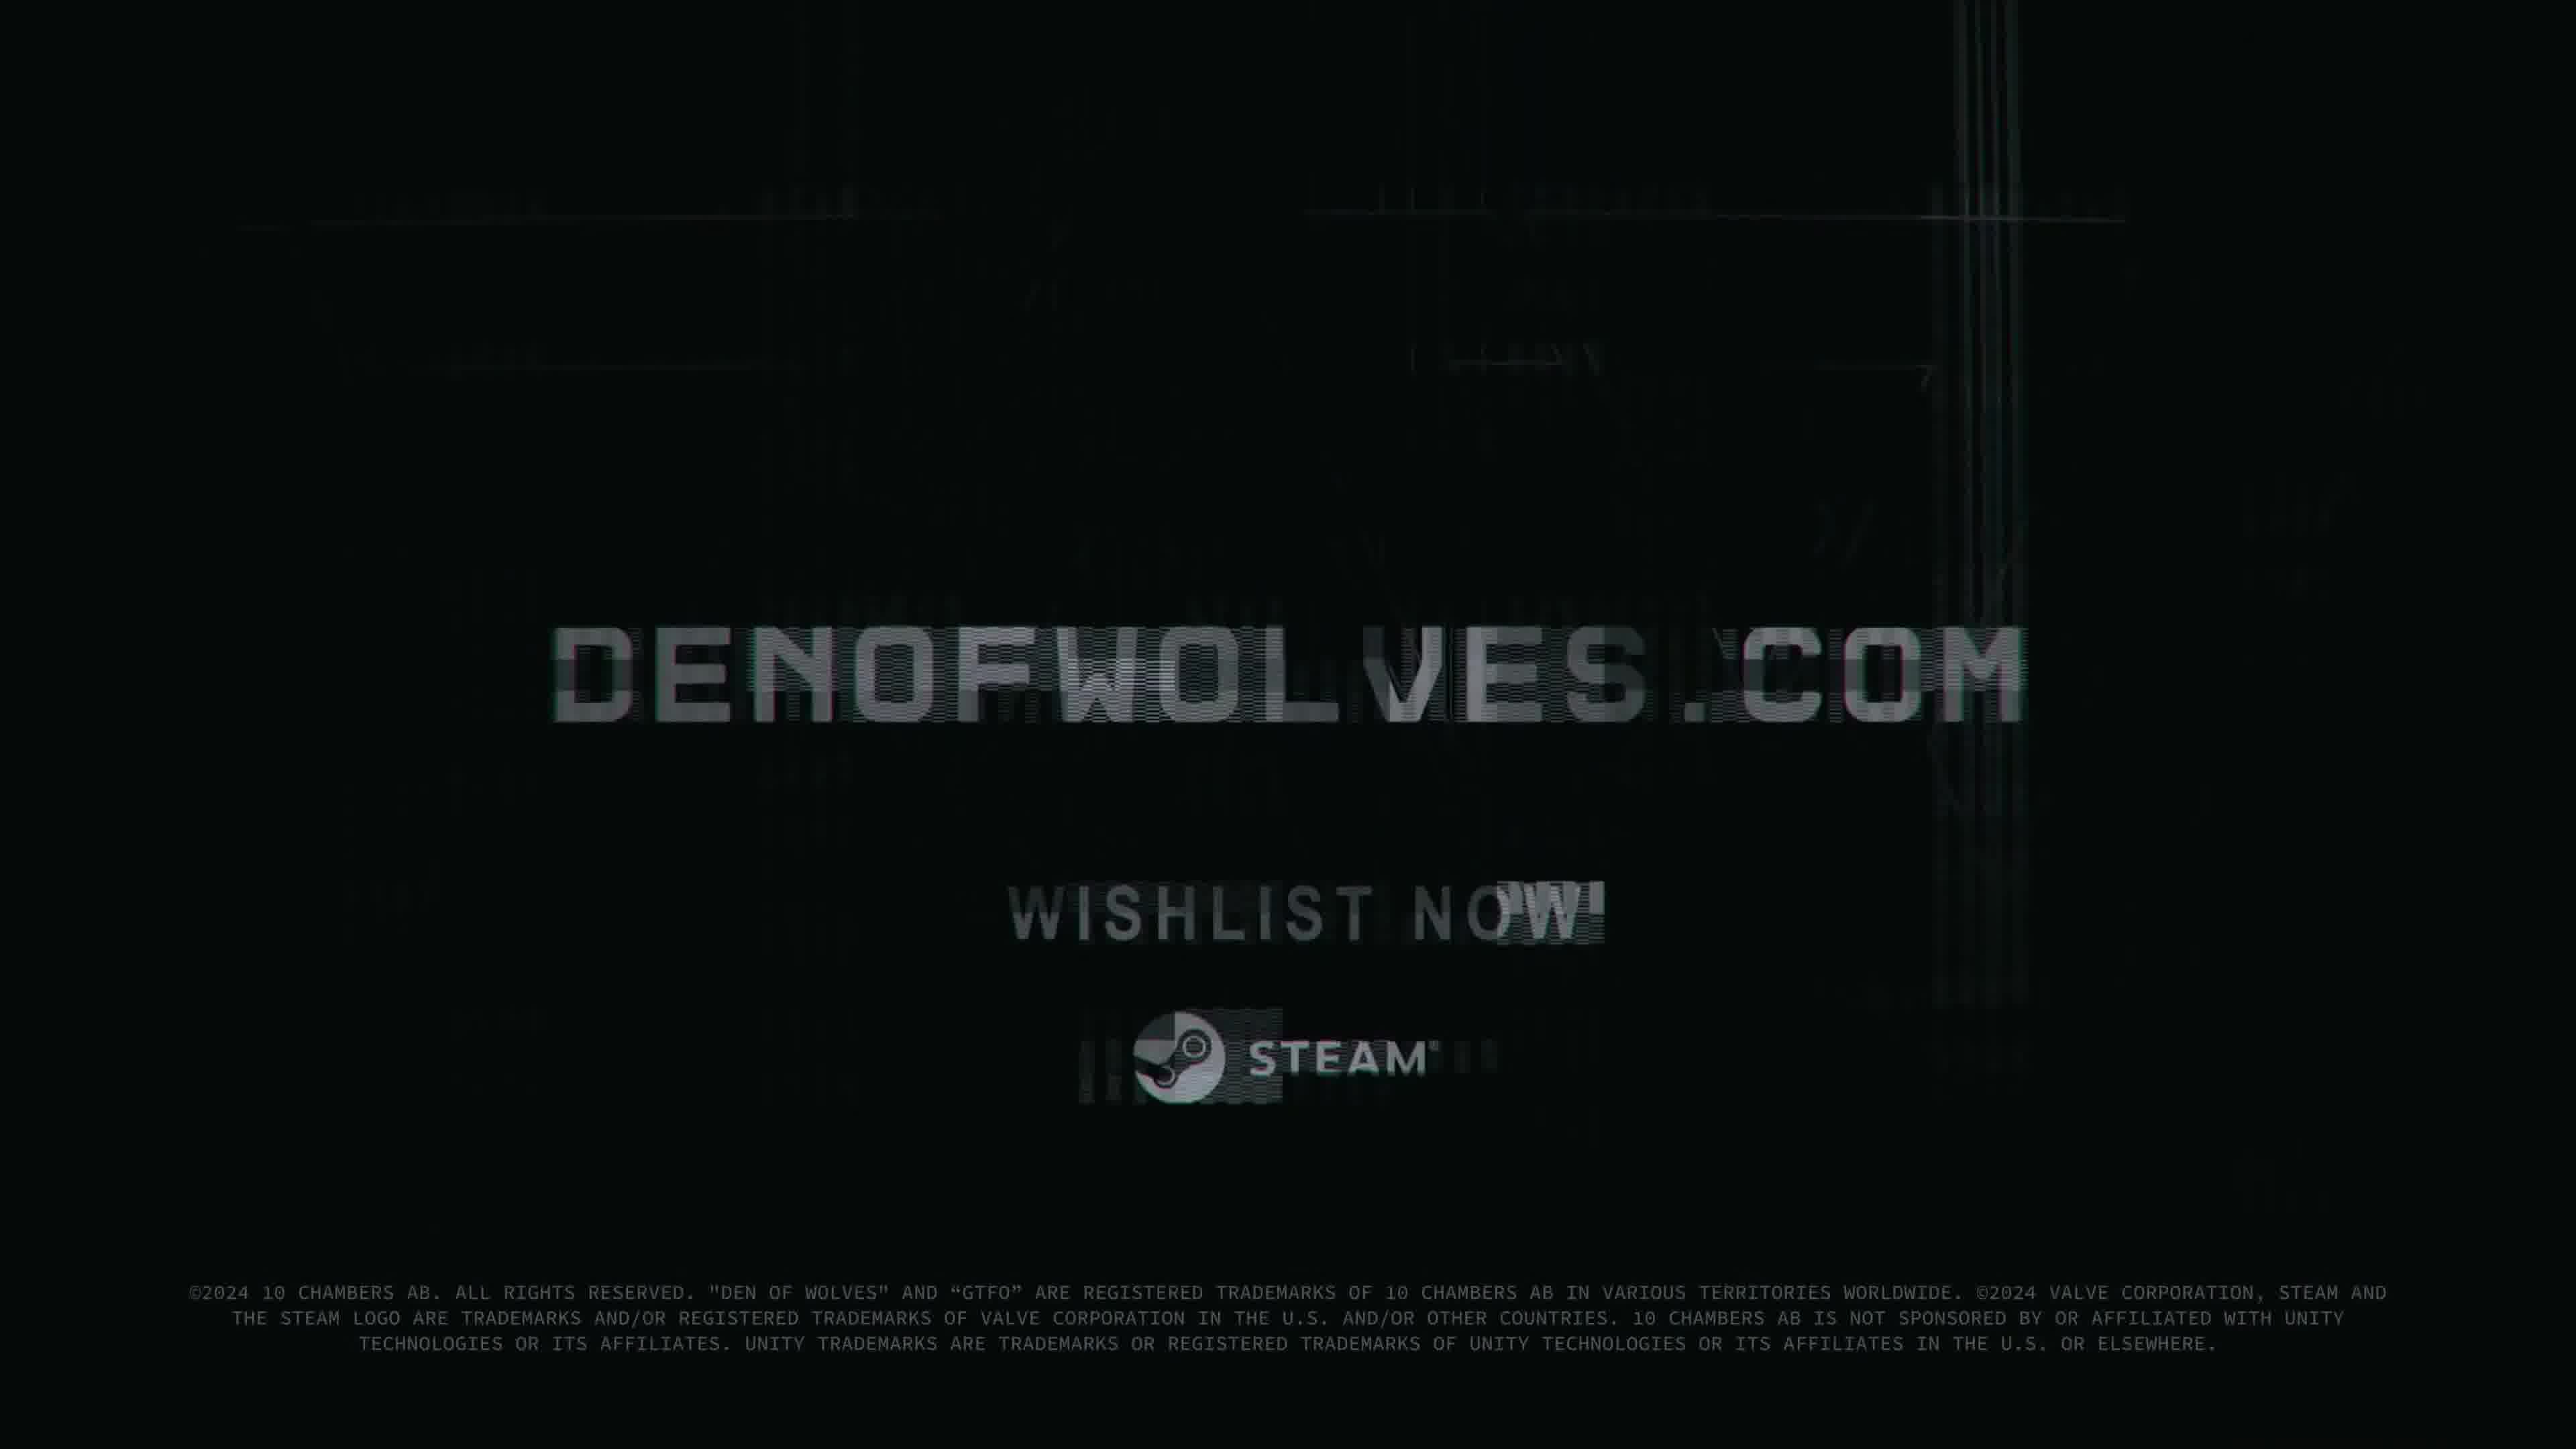 DENOFWOLVES.COM
WISHLIST NOW
STEAM
©2024 10 CHAMBERS AB. ALL RIGHTS RESERVED. "DEN OF WOLVES" AND “GTFO” ARE REGISTERED TRADEMARKS OF 10 CHAMBERS AB IN VARIOUS TERRITORIES WORLDWIDE. ©2024 VALVE CORPORATION, STEAM AND
THE STEAM LOGO ARE TRADEMARKS AND/OR REGISTERED TRADEMARKS OF VALVE CORPORATION IN THE U.S. AND/OR OTHER COUNTRIES. 10 CHAMBERS AB IS NOT SPONSORED BY OR AFFILIATED WITH UNITY
TECHNOLOGIES OR ITS AFFILIATES. UNITY TRADEMARKS ARE TRADEMARKS OR REGISTERED TRADEMARKS OF UNITY TECHNOLOGIES OR ITS AFFILIATES IN THE U.S. OR ELSEWHERE.